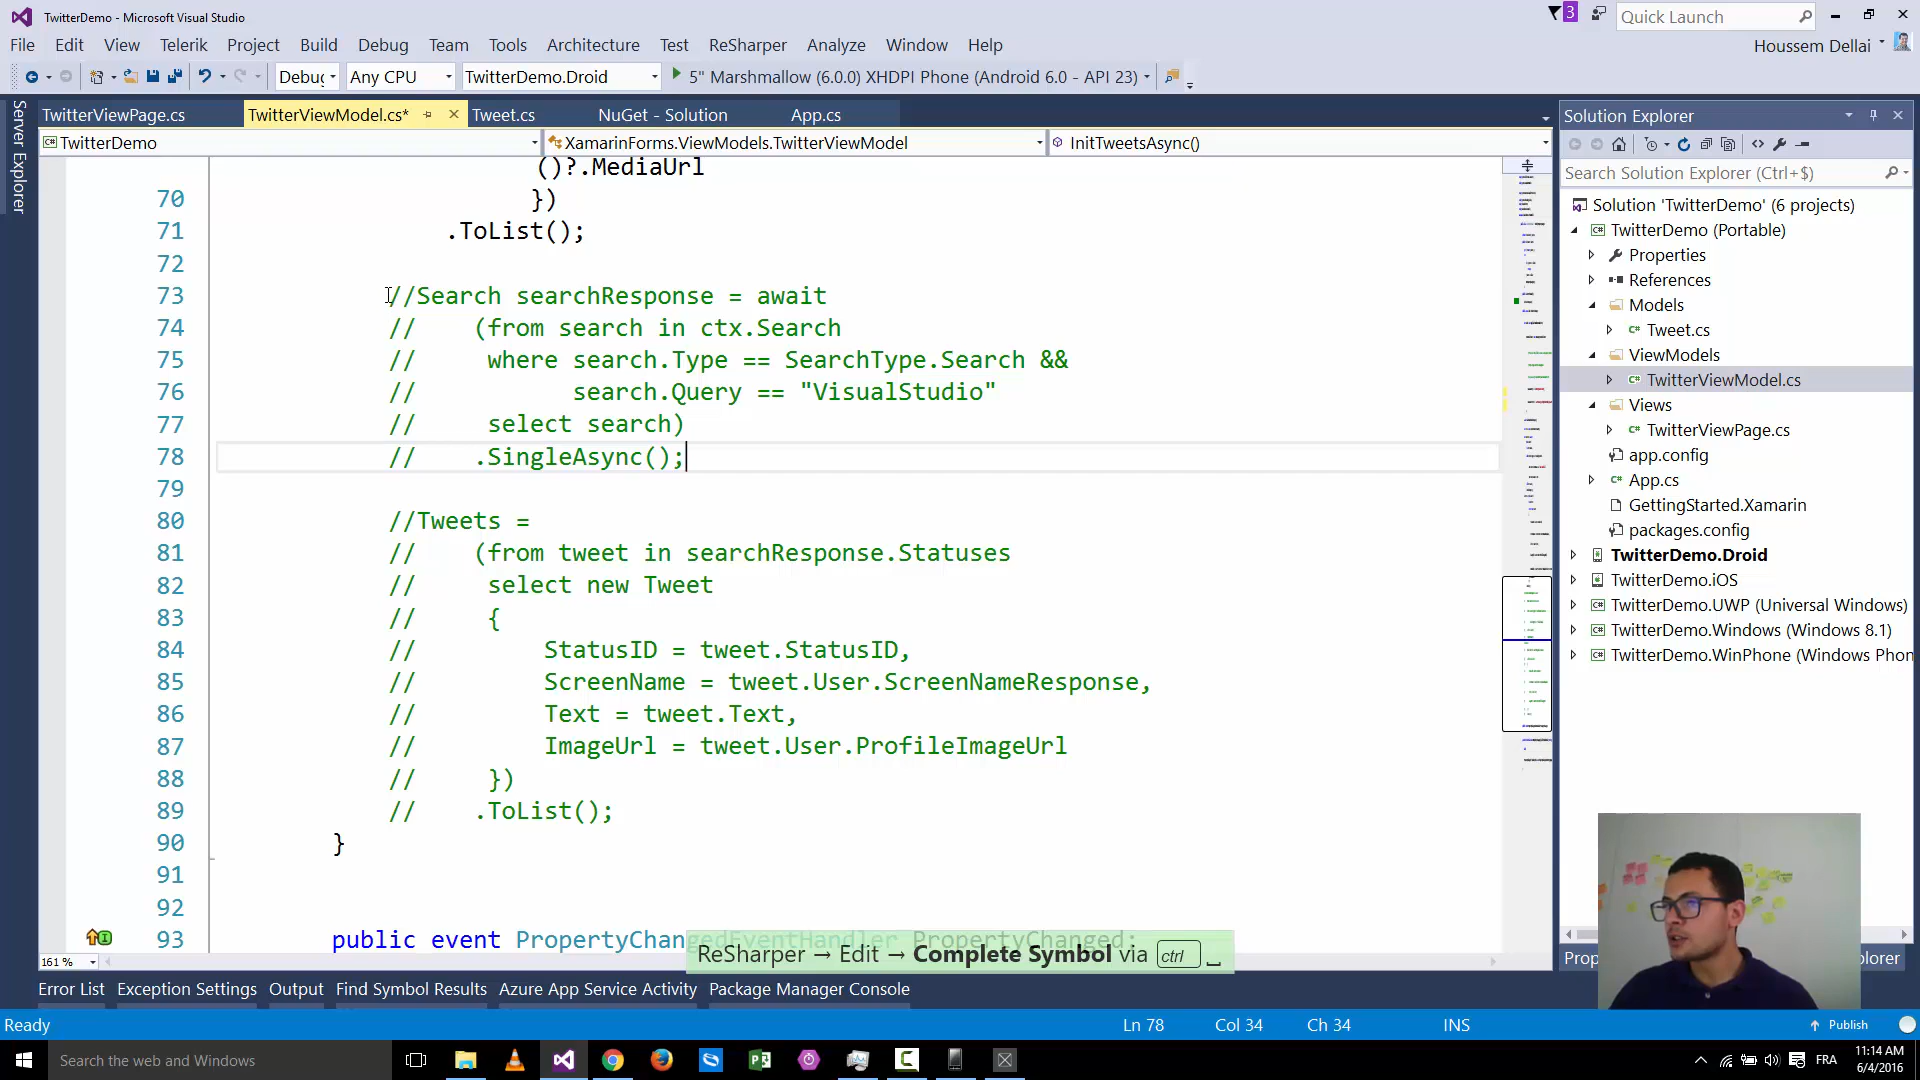 TwitterDemo - Microsoft Visual Studio
3
Quick Launch
File Edit View Telerik Project Build Debug Team Tools Architecture Test ReSharper Analyze Window Help
Houssem Dellai
Debug Any CPU TwitterDemo.Droid 5" Marshmallow (6.0.0) XHDPI Phone (Android 6.0 - API 23)
Server Explorer
TwitterViewPage.cs TwitterViewModel.cs* Tweet.cs NuGet - Solution App.cs
TwitterDemo XamarinForms.ViewModels.TwitterViewModel InitTweetsAsync()
()?.MediaUrl
70 })
71 .ToList();
72
73 //Search searchResponse = await
74 // (from search in ctx.Search
75 // where search.Type == SearchType.Search &&
76 // search.Query == "VisualStudio"
77 // select search)
78 // .SingleAsync();
79
80 //Tweets =
81 // (from tweet in searchResponse.Statuses
82 // select new Tweet
83 // {
84 // StatusID = tweet.StatusID,
85 // ScreenName = tweet.User.ScreenNameResponse,
86 // Text = tweet.Text,
87 // ImageUrl = tweet.User.ProfileImageUrl
88 // })
89 // .ToList();
90 }
91
92
93 public event PropertyChangedEventHandler PropertyChanged;
ReSharper → Edit → Complete Symbol via ctrl
161 %
Solution Explorer
Search Solution Explorer (Ctrl+$)
Solution 'TwitterDemo' (6 projects)
TwitterDemo (Portable)
Properties
References
Models
Tweet.cs
ViewModels
TwitterViewModel.cs
Views
TwitterViewPage.cs
app.config
App.cs
GettingStarted.Xamarin
packages.config
TwitterDemo.Droid
TwitterDemo.iOS
TwitterDemo.UWP (Universal Windows)
TwitterDemo.Windows (Windows 8.1)
TwitterDemo.WinPhone (Windows Phon
Error List Exception Settings Output Find Symbol Results Azure App Service Activity Package Manager Console
Ready Ln 78 Col 34 Ch 34 INS Publish
Search the web and Windows
FRA
11:14 AM
6/4/2016